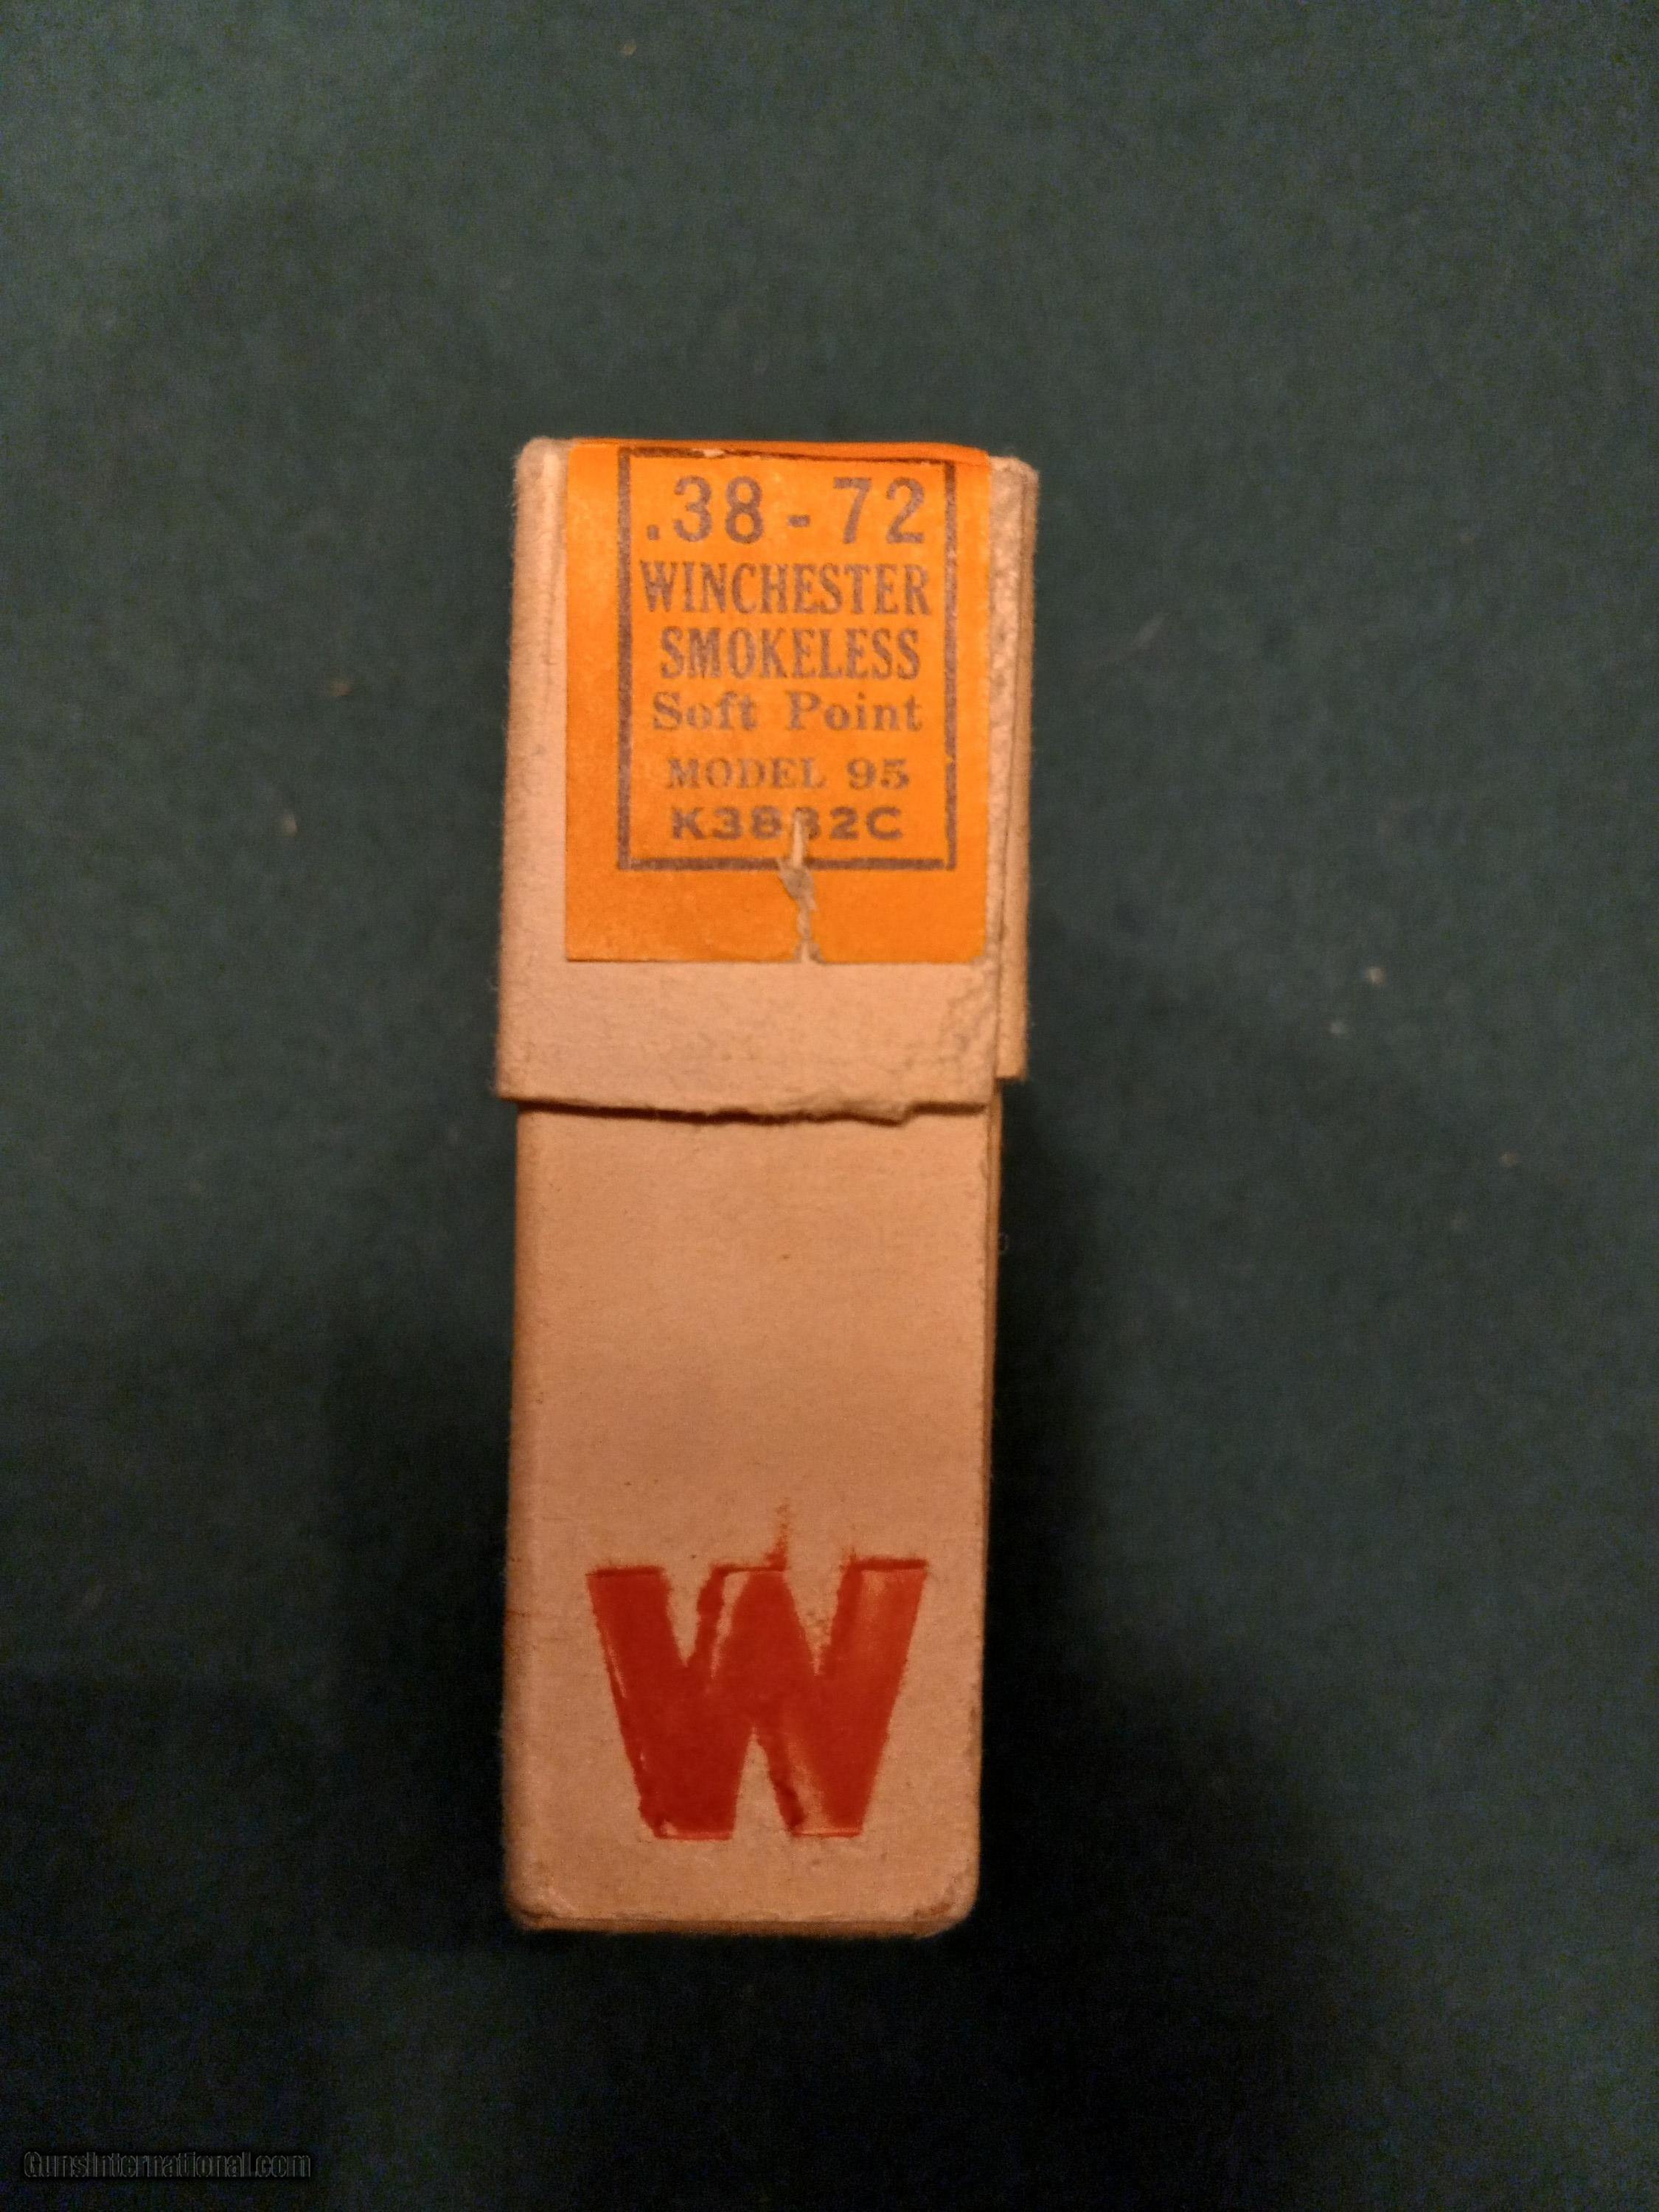 .38-72
WINCHESTER
SMOKELESS
Soft Point
MODEL 95
W
GunsInternational.com